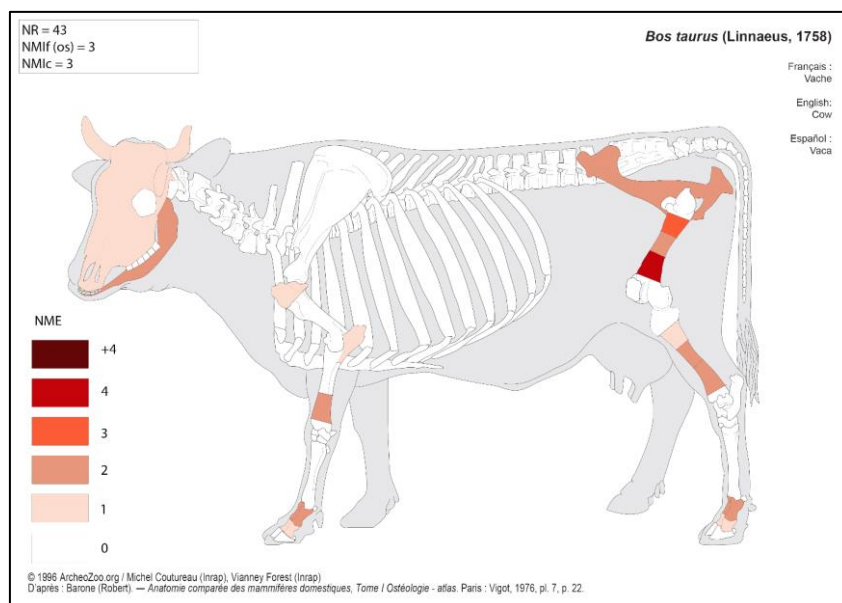 NR = 43
NMIf (os) = 3
NMIc = 3
Bos taurus (Linnaeus, 1758)
Français :
Vache
English:
Cow
Español :
Vaca
NME
+4
4
3
2
1
0
© 1996 ArcheoZoo.org / Michel Coutureau (Inrap), Vianney Forest (Inrap)
D'après : Barone (Robert). — Anatomie comparée des mammifères domestiques, Tome I Ostéologie - atlas. Paris : Vigot, 1976, pl. 7, p. 22.